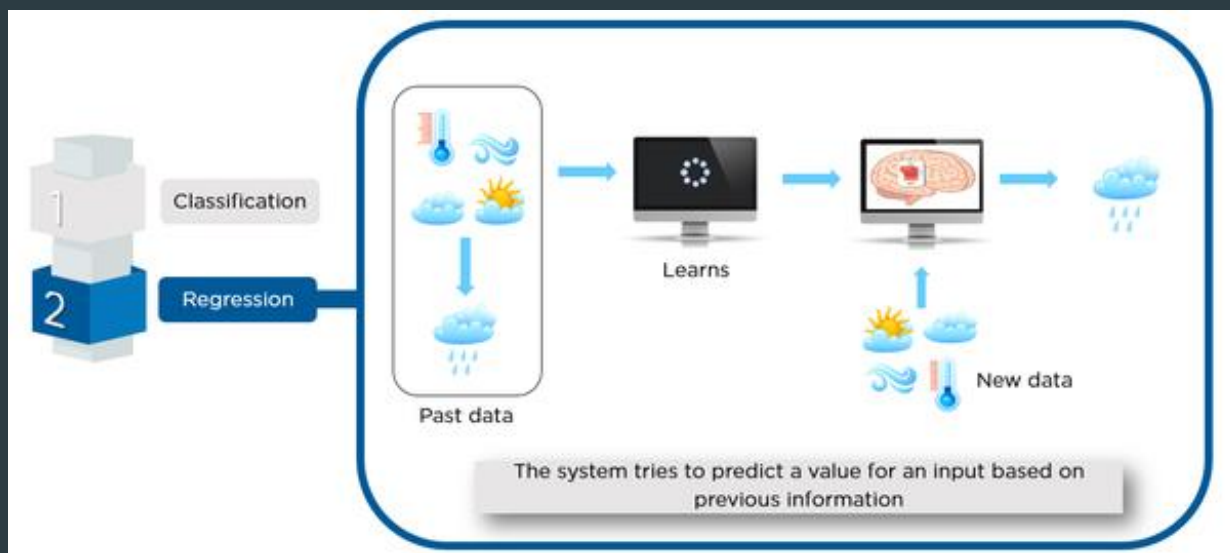 1
Classification
2
Regression
Past data
Learns
New data
The system tries to predict a value for an input based on
previous information